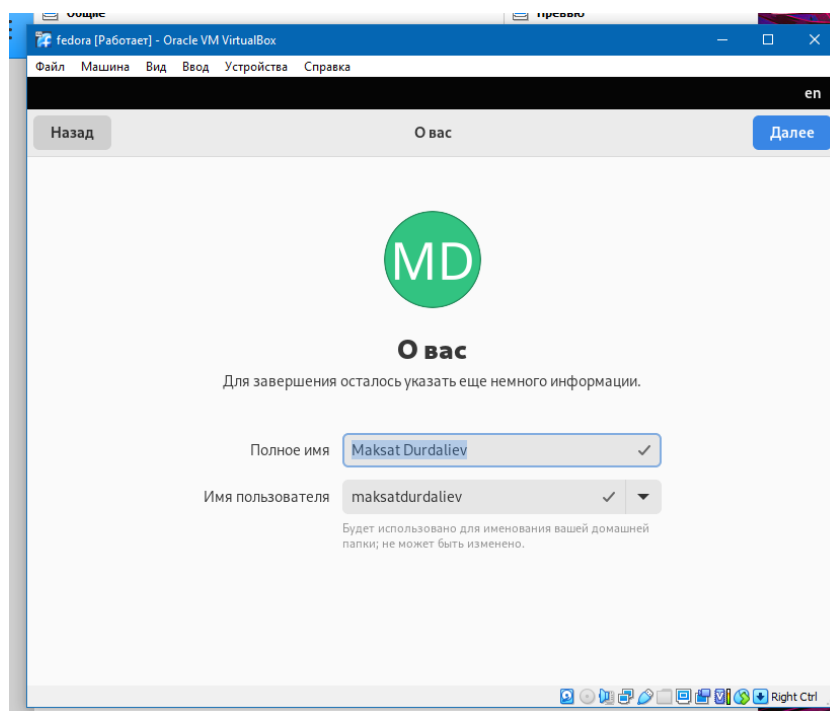 Общие Превью
fedora [Работает] - Oracle VM VirtualBox
Файл Машина Вид Ввод Устройства Справка
en
Назад О вас Далее
MD
О вас
Для завершения осталось указать еще немного информации.
Полное имя Maksat Durdaliev
Имя пользователя maksatdurdaliev
Будет использовано для именования вашей домашней
папки; не может быть изменено.
Right Ctrl